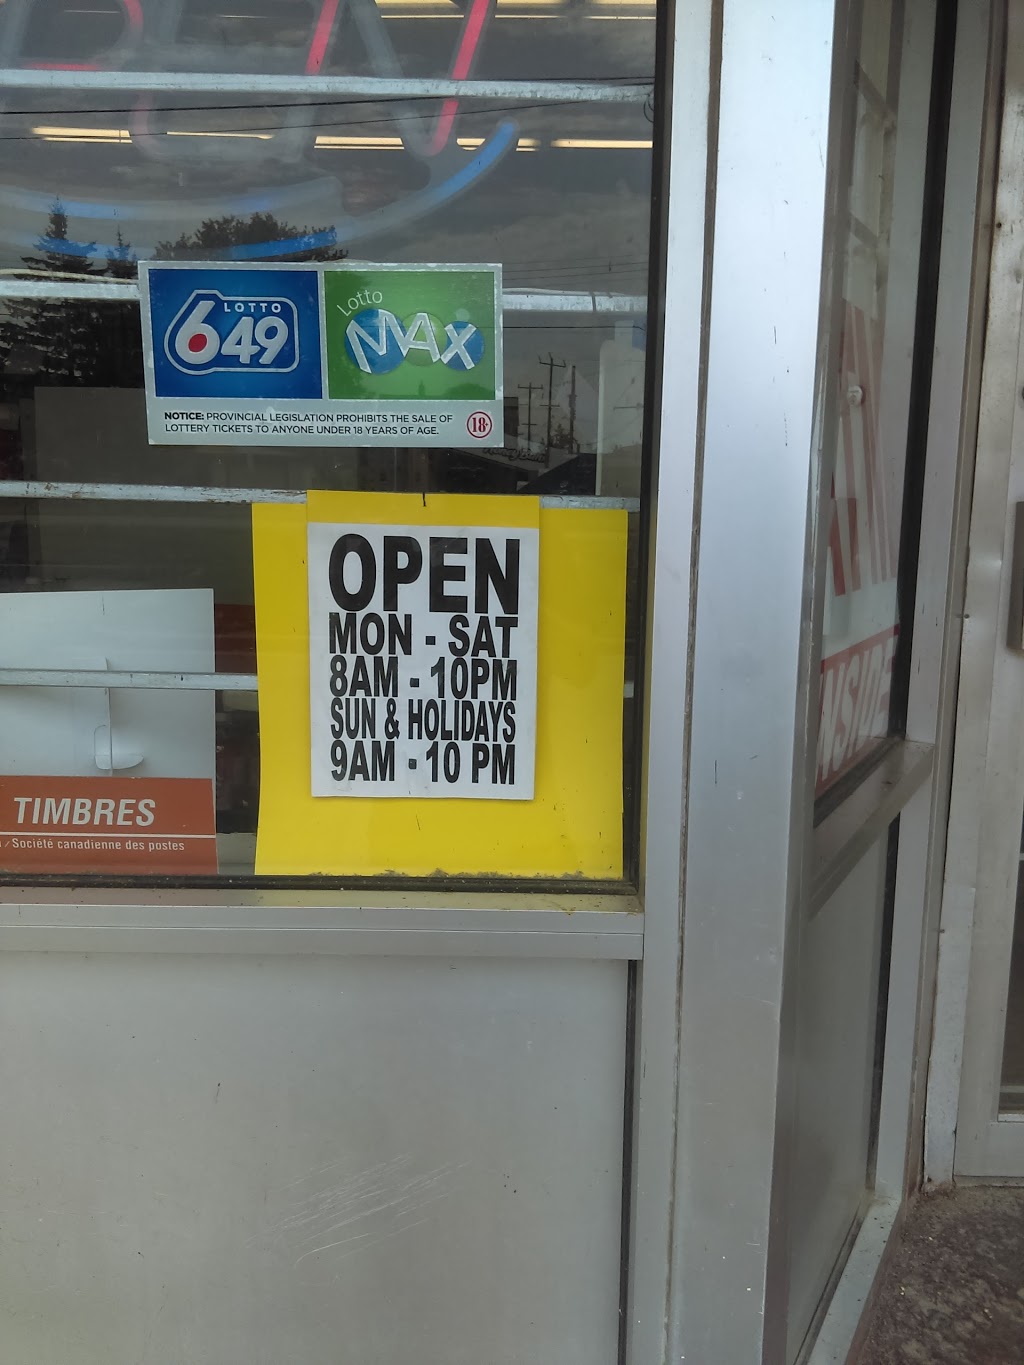 LOTTO
649
Lotto
MAX
NOTICE: PROVINCIAL LEGISLATION PROHIBITS THE SALE OF
LOTTERY TICKETS TO ANYONE UNDER 18 YEARS OF AGE.
18+
OPEN
MON - SAT
8AM - 10PM
SUN & HOLIDAYS
9AM - 10 PM
TIMBRES
/ Société canadienne des postes
INSIDE